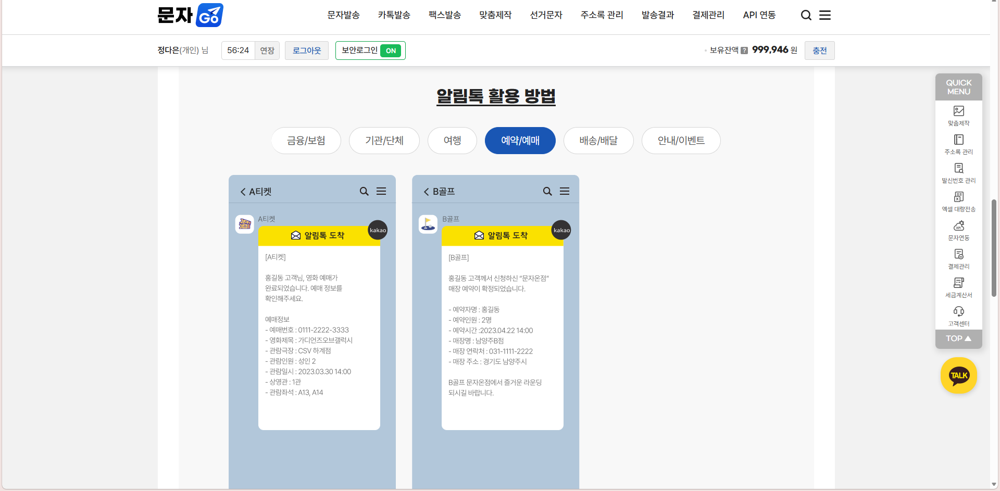 문자 Go
문자발송 카톡발송 팩스발송 맞춤제작 선거문자 주소록 관리 발송결과 결제관리 API 연동
정다은(개인) 님 56:24 연장 로그아웃 보안로그인 ON 보유잔액 ? 999,946 원 충전
알림톡 활용 방법
금융/보험 기관/단체 여행 예약/예매 배송/배달 안내/이벤트
A티켓
A티켓
알림톡 도착
kakao
[A티켓]
홍길동 고객님, 영화 예매가
완료되었습니다. 예매 정보를
확인해주세요.
예매정보
- 예매번호 : 0111-2222-3333
- 영화제목 : 가디언즈오브갤럭시
- 관람극장 : CSV 하계점
- 관람인원 : 성인 2
- 관람일시 : 2023.03.30 14:00
- 상영관 : 1관
- 관람좌석 : A13, A14
B골프
B골프
알림톡 도착
kakao
[B골프]
홍길동 고객께서 신청하신 “문자온점”
매장 예약이 확정되었습니다.
- 예약자명 : 홍길동
- 예약인원 : 2명
- 예약시간 :2023.04.22 14:00
- 매장명 : 남양주B점
- 매장 연락처 : 031-1111-2222
- 매장 주소 : 경기도 남양주시
B골프 문자온점에서 즐거운 라운딩
되시길 바랍니다.
QUICK
MENU
맞춤제작
주소록 관리
발신번호 관리
엑셀 대량전송
API
문자연동
결제관리
세금계산서
고객센터
TOP ▲
TALK